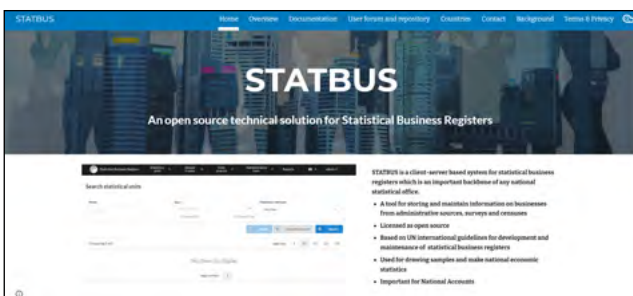 STATBUS
Home Overview Documentation User forum and repository Countries Contact Background Terms & Privacy
STATBUS
An open source technical solution for Statistical Business Registers
Search statistical units
STATBUS is a client-server based system for statistical business
registers which is an important backbone of any national
statistical office.
• A tool for storing and maintain information on businesses
from administrative sources, surveys and censuses
• Licensed as open source
• Based on UN international guidelines for development and
maintenance of statistical business registers
• Used for drawing samples and make national economic
statistics
• Important for National Accounts